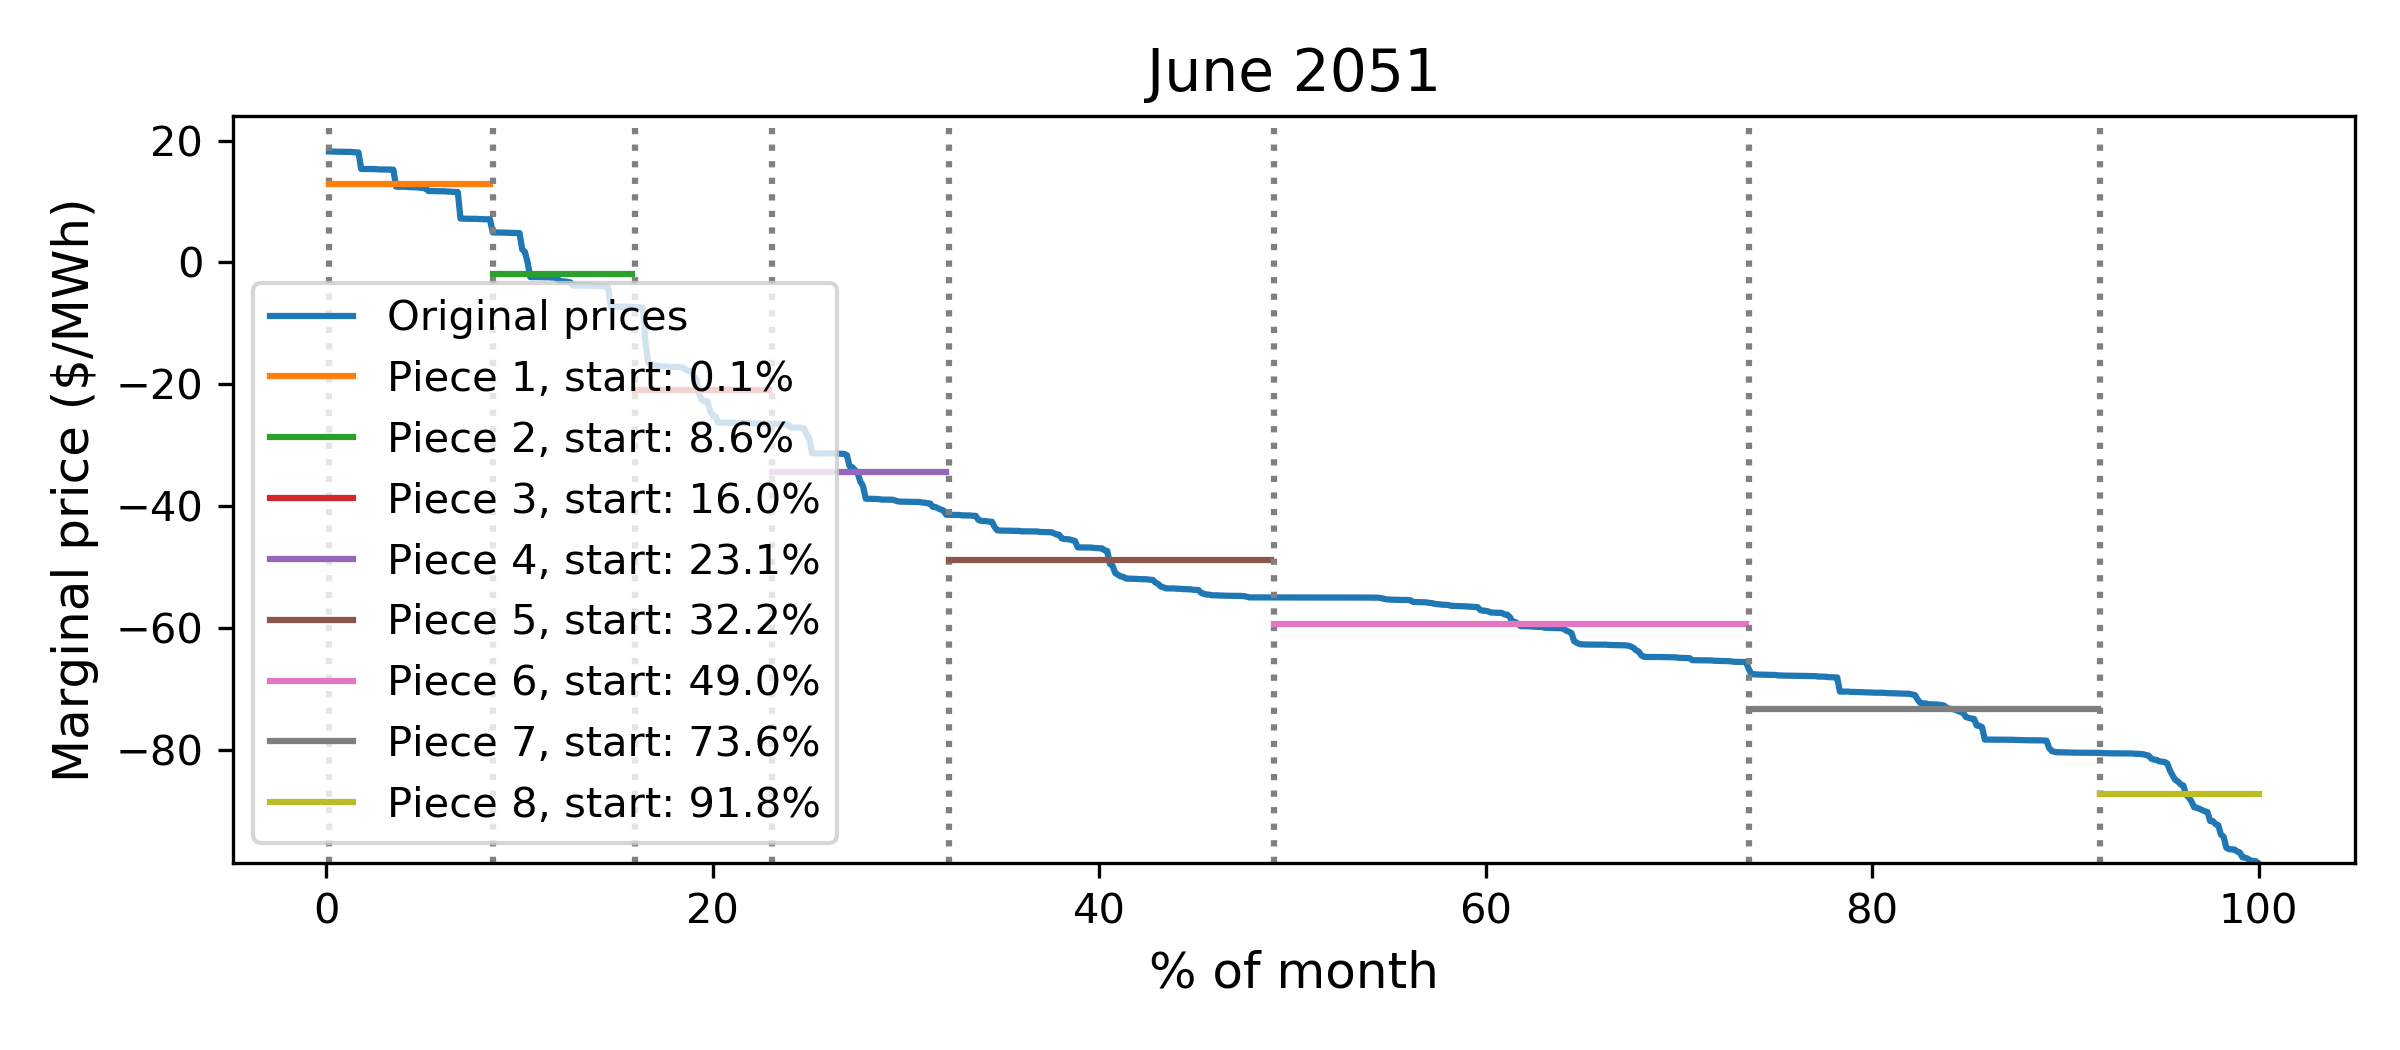 June 2051
Marginal price ($/MWh)
20
0
−20
−40
−60
−80
Original prices
Piece 1, start: 0.1%
Piece 2, start: 8.6%
Piece 3, start: 16.0%
Piece 4, start: 23.1%
Piece 5, start: 32.2%
Piece 6, start: 49.0%
Piece 7, start: 73.6%
Piece 8, start: 91.8%
0 20 40 60 80 100
% of month